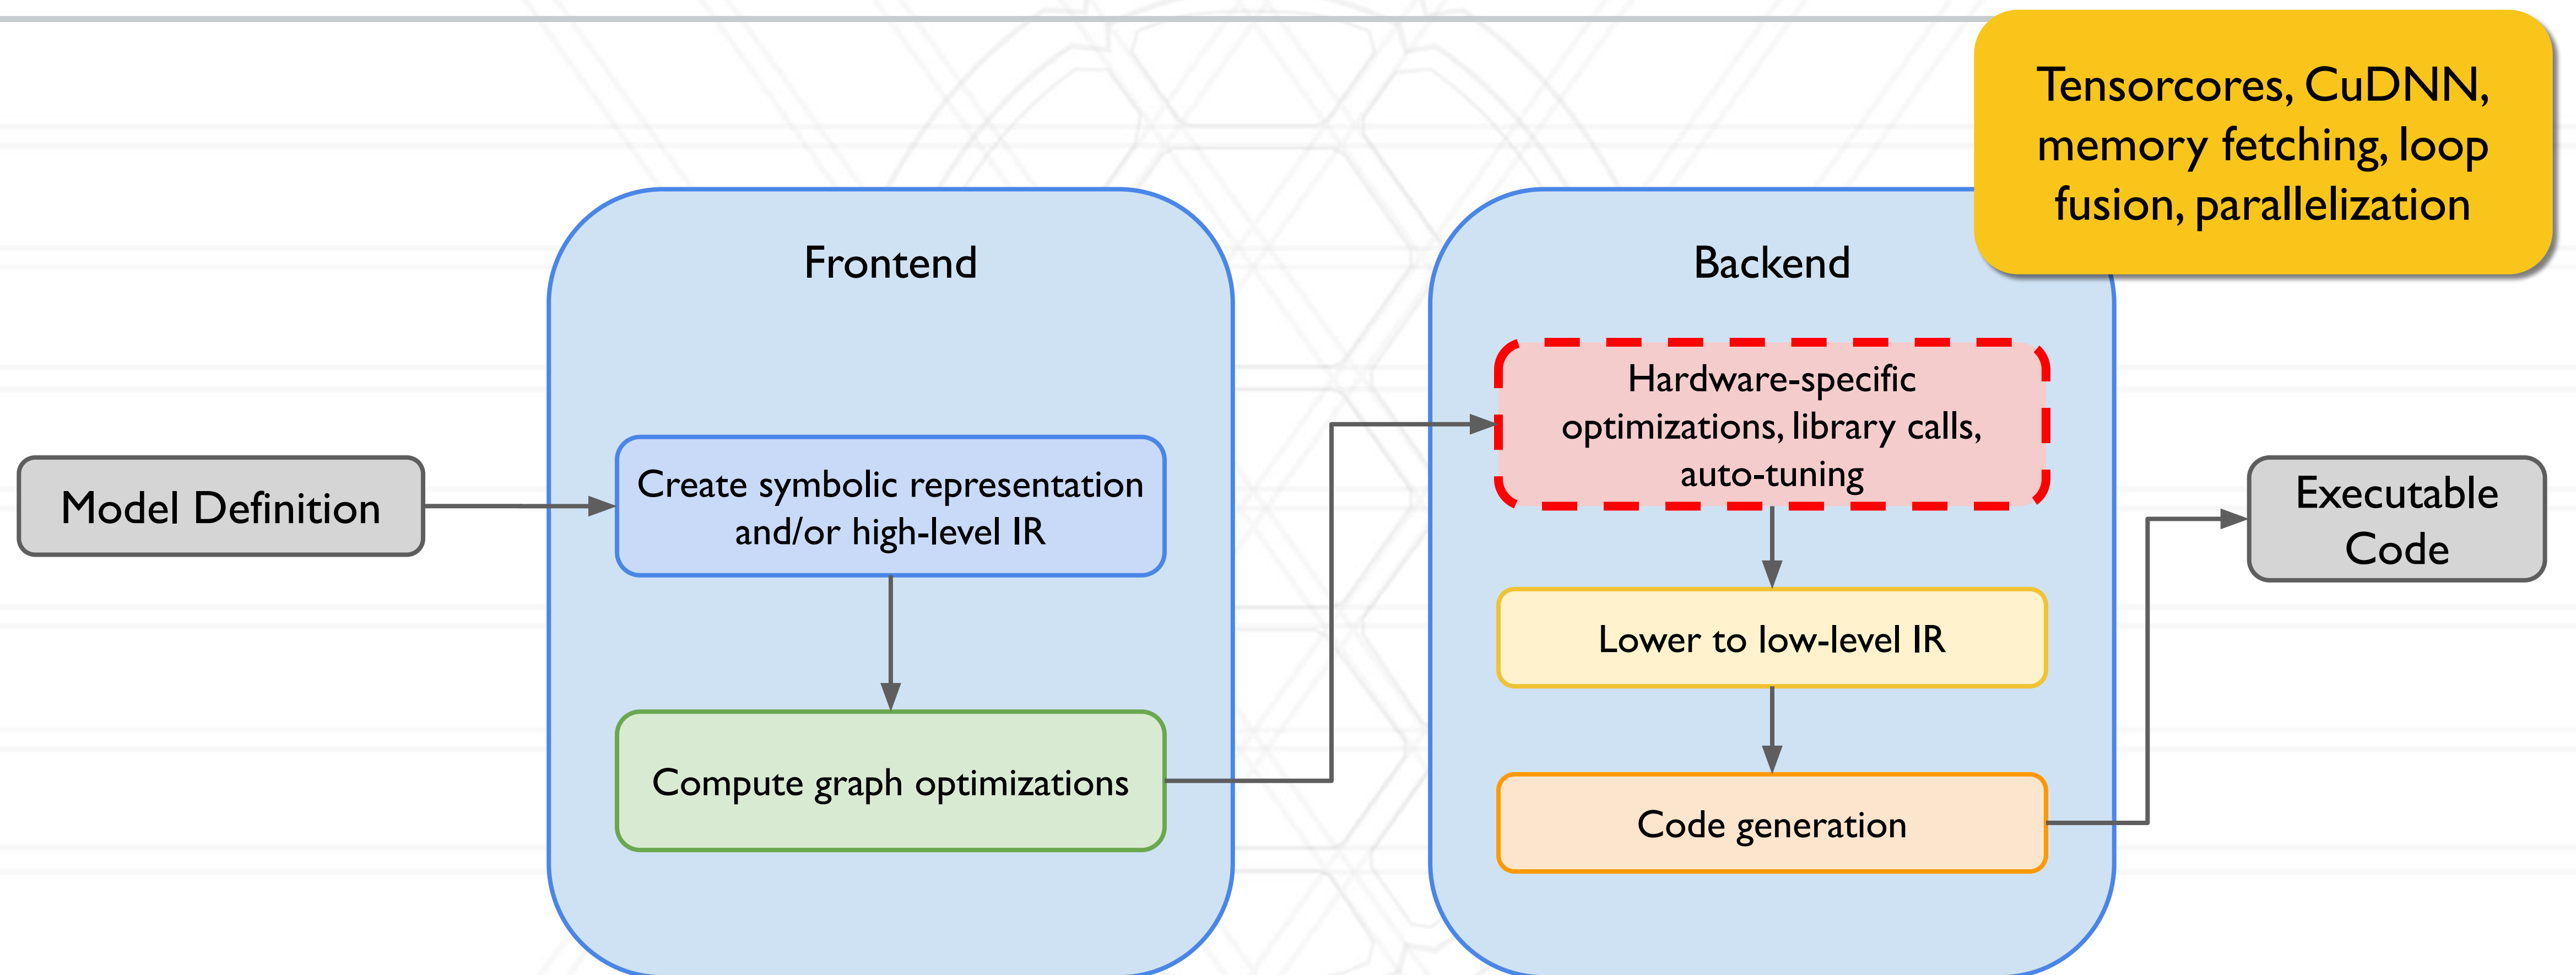 Tensorcores, CuDNN,
memory fetching, loop
fusion, parallelization
Frontend
Backend
Model Definition
Create symbolic representation
and/or high-level IR
Compute graph optimizations
Hardware-specific
optimizations, library calls,
auto-tuning
Lower to low-level IR
Code generation
Executable
Code